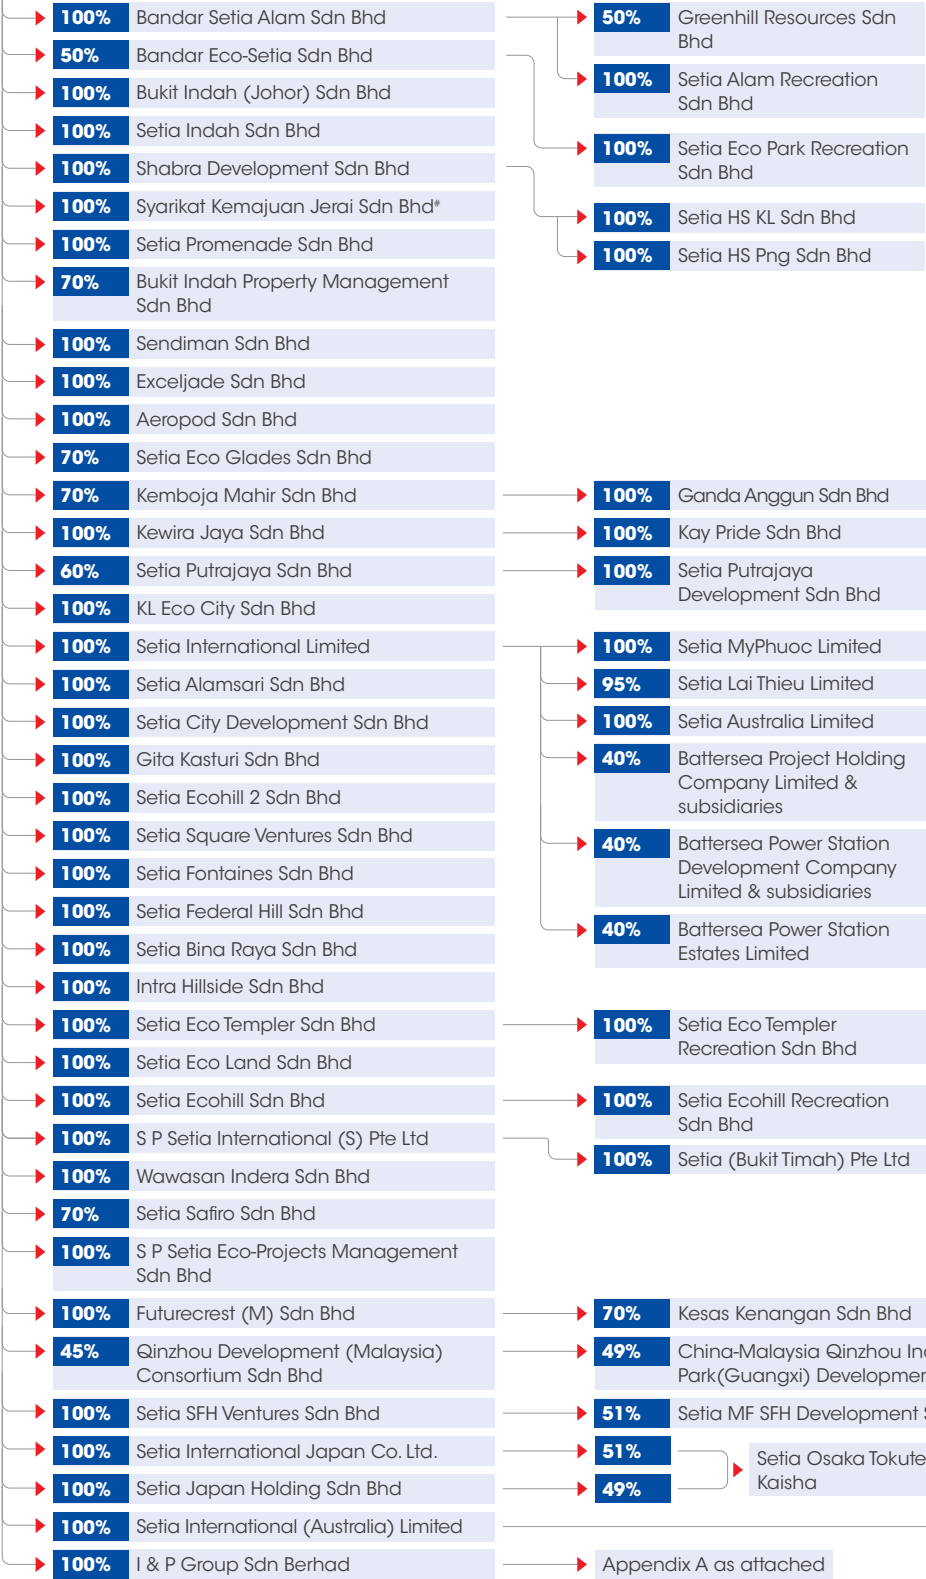 100% Bandar Setia Alam Sdn Bhd
50% Bandar Eco-Setia Sdn Bhd
100% Bukit Indah (Johor) Sdn Bhd
100% Setia Indah Sdn Bhd
100% Shabra Development Sdn Bhd
100% Syarikat Kemajuan Jerai Sdn Bhd#
100% Setia Promenade Sdn Bhd
70% Bukit Indah Property Management
Sdn Bhd
100% Sendiman Sdn Bhd
100% Exceljade Sdn Bhd
100% Aeropod Sdn Bhd
70% Setia Eco Glades Sdn Bhd
70% Kemboja Mahir Sdn Bhd
100% Kewira Jaya Sdn Bhd
60% Setia Putrajaya Sdn Bhd
100% KL Eco City Sdn Bhd
100% Setia International Limited
100% Setia Alamsari Sdn Bhd
100% Setia City Development Sdn Bhd
100% Gita Kasturi Sdn Bhd
100% Setia Ecohill 2 Sdn Bhd
100% Setia Square Ventures Sdn Bhd
100% Setia Fontaines Sdn Bhd
100% Setia Federal Hill Sdn Bhd
100% Setia Bina Raya Sdn Bhd
100% Intra Hillside Sdn Bhd
100% Setia Eco Templer Sdn Bhd
100% Setia Eco Land Sdn Bhd
100% Setia Ecohill Sdn Bhd
100% S P Setia International (S) Pte Ltd
100% Wawasan Indera Sdn Bhd
70% Setia Safiro Sdn Bhd
100% S P Setia Eco-Projects Management
Sdn Bhd
100% Futurecrest (M) Sdn Bhd
45% Qinzhou Development (Malaysia)
Consortium Sdn Bhd
100% Setia SFH Ventures Sdn Bhd
100% Setia International Japan Co. Ltd.
100% Setia Japan Holding Sdn Bhd
100% Setia International (Australia) Limited
100% I & P Group Sdn Berhad
50% Greenhill Resources Sdn
Bhd
100% Setia Alam Recreation
Sdn Bhd
100% Setia Eco Park Recreation
Sdn Bhd
100% Setia HS KL Sdn Bhd
100% Setia HS Png Sdn Bhd
100% Ganda Anggun Sdn Bhd
100% Kay Pride Sdn Bhd
100% Setia Putrajaya
Development Sdn Bhd
100% Setia MyPhuoc Limited
95% Setia Lai Thieu Limited
100% Setia Australia Limited
40% Battersea Project Holding
Company Limited &
subsidiaries
40% Battersea Power Station
Development Company
Limited & subsidiaries
40% Battersea Power Station
Estates Limited
100% Setia Eco Templer
Recreation Sdn Bhd
100% Setia Ecohill Recreation
Sdn Bhd
100% Setia (Bukit Timah) Pte Ltd
70% Kesas Kenangan Sdn Bhd
49% China-Malaysia Qinzhou
Park(Guangxi)
51% Setia MF SFH Development
51%
49%
Setia Osaka
Kaisha
Appendix A as attached